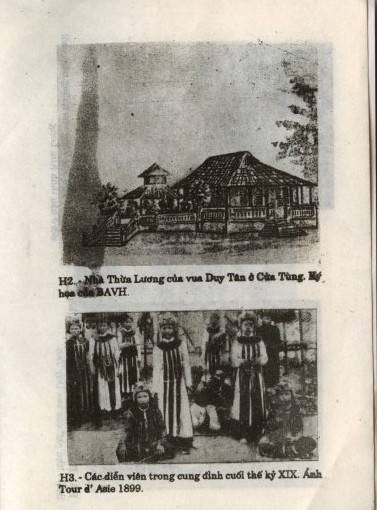 H2. - Nhà Thừa Lương của vua Duy Tân ở Cửa Tùng. Ký
họa của BAVH.
H3. - Các diễn viên trong cung đình cuối thế kỷ XIX. Ảnh
Tour d' Asie 1899.